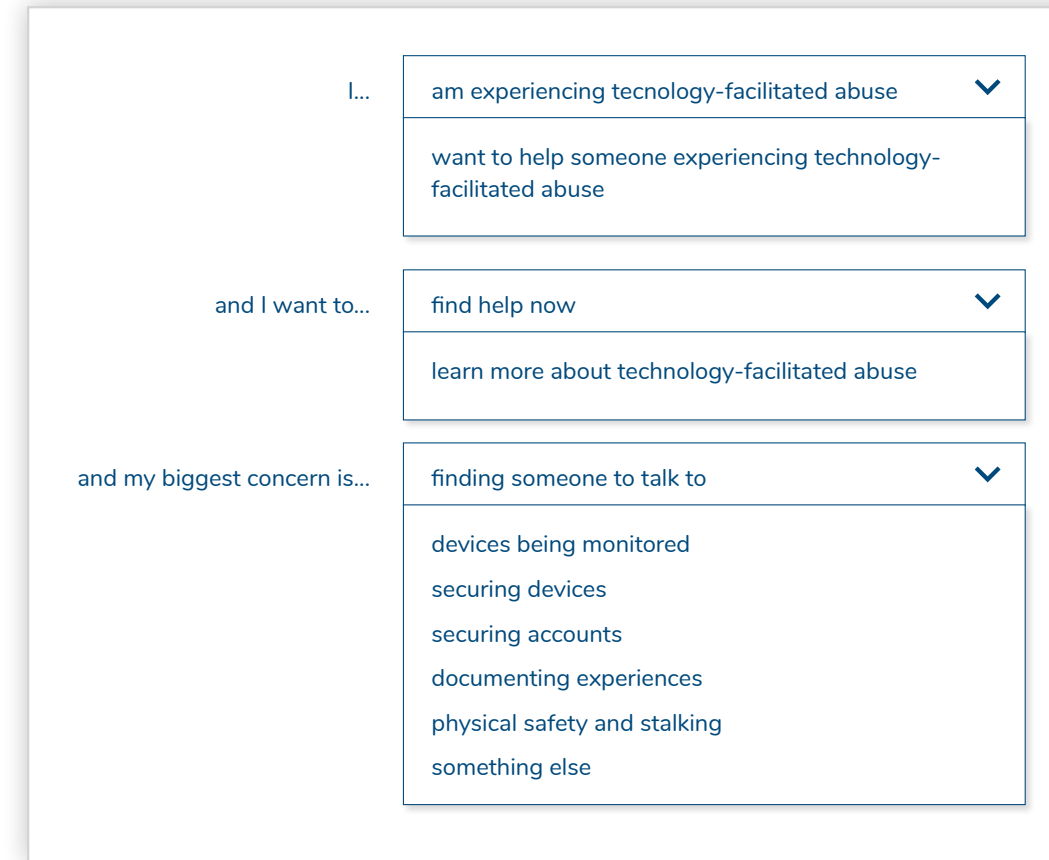 I... am experiencing tecnology-facilitated abuse
want to help someone experiencing technology-
facilitated abuse
and I want to... find help now
learn more about technology-facilitated abuse
and my biggest concern is... finding someone to talk to
devices being monitored
securing devices
securing accounts
documenting experiences
physical safety and stalking
something else